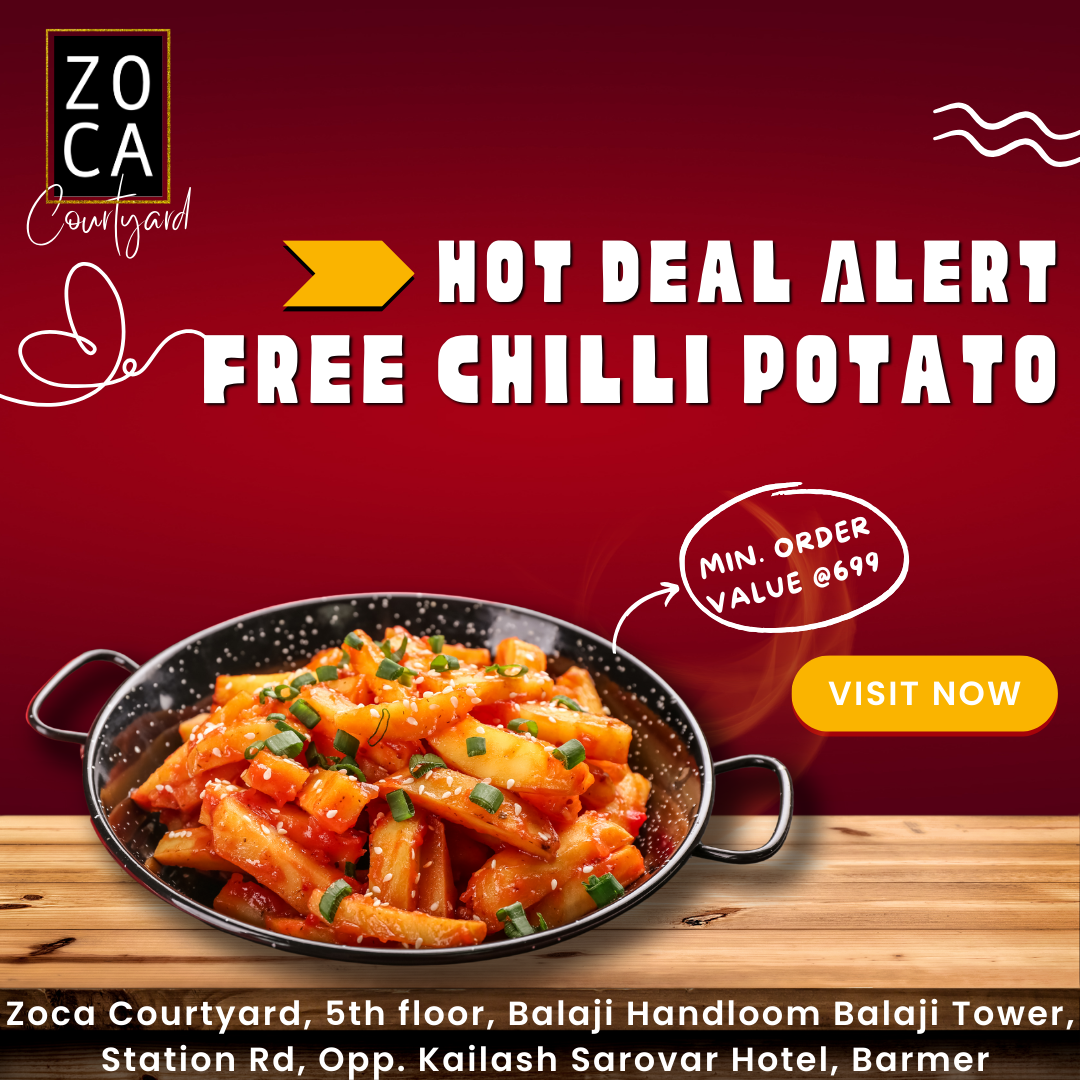 ZO
CA
Courtyard
HOT DEAL ALERT
FREE CHILLI POTATO
MIN. ORDER
VALUE @699
VISIT NOW
Zoca Courtyard, 5th floor, Balaji Handloom Balaji Tower,
Station Rd, Opp. Kailash Sarovar Hotel, Barmer